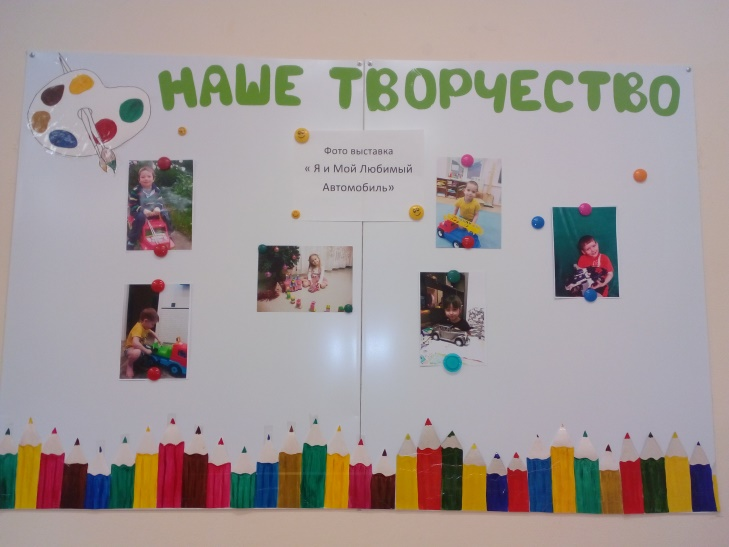 НАШЕ ТВОРЧЕСТВО
Фото выставка
« Я и Мой Любимый
Автомобиль»